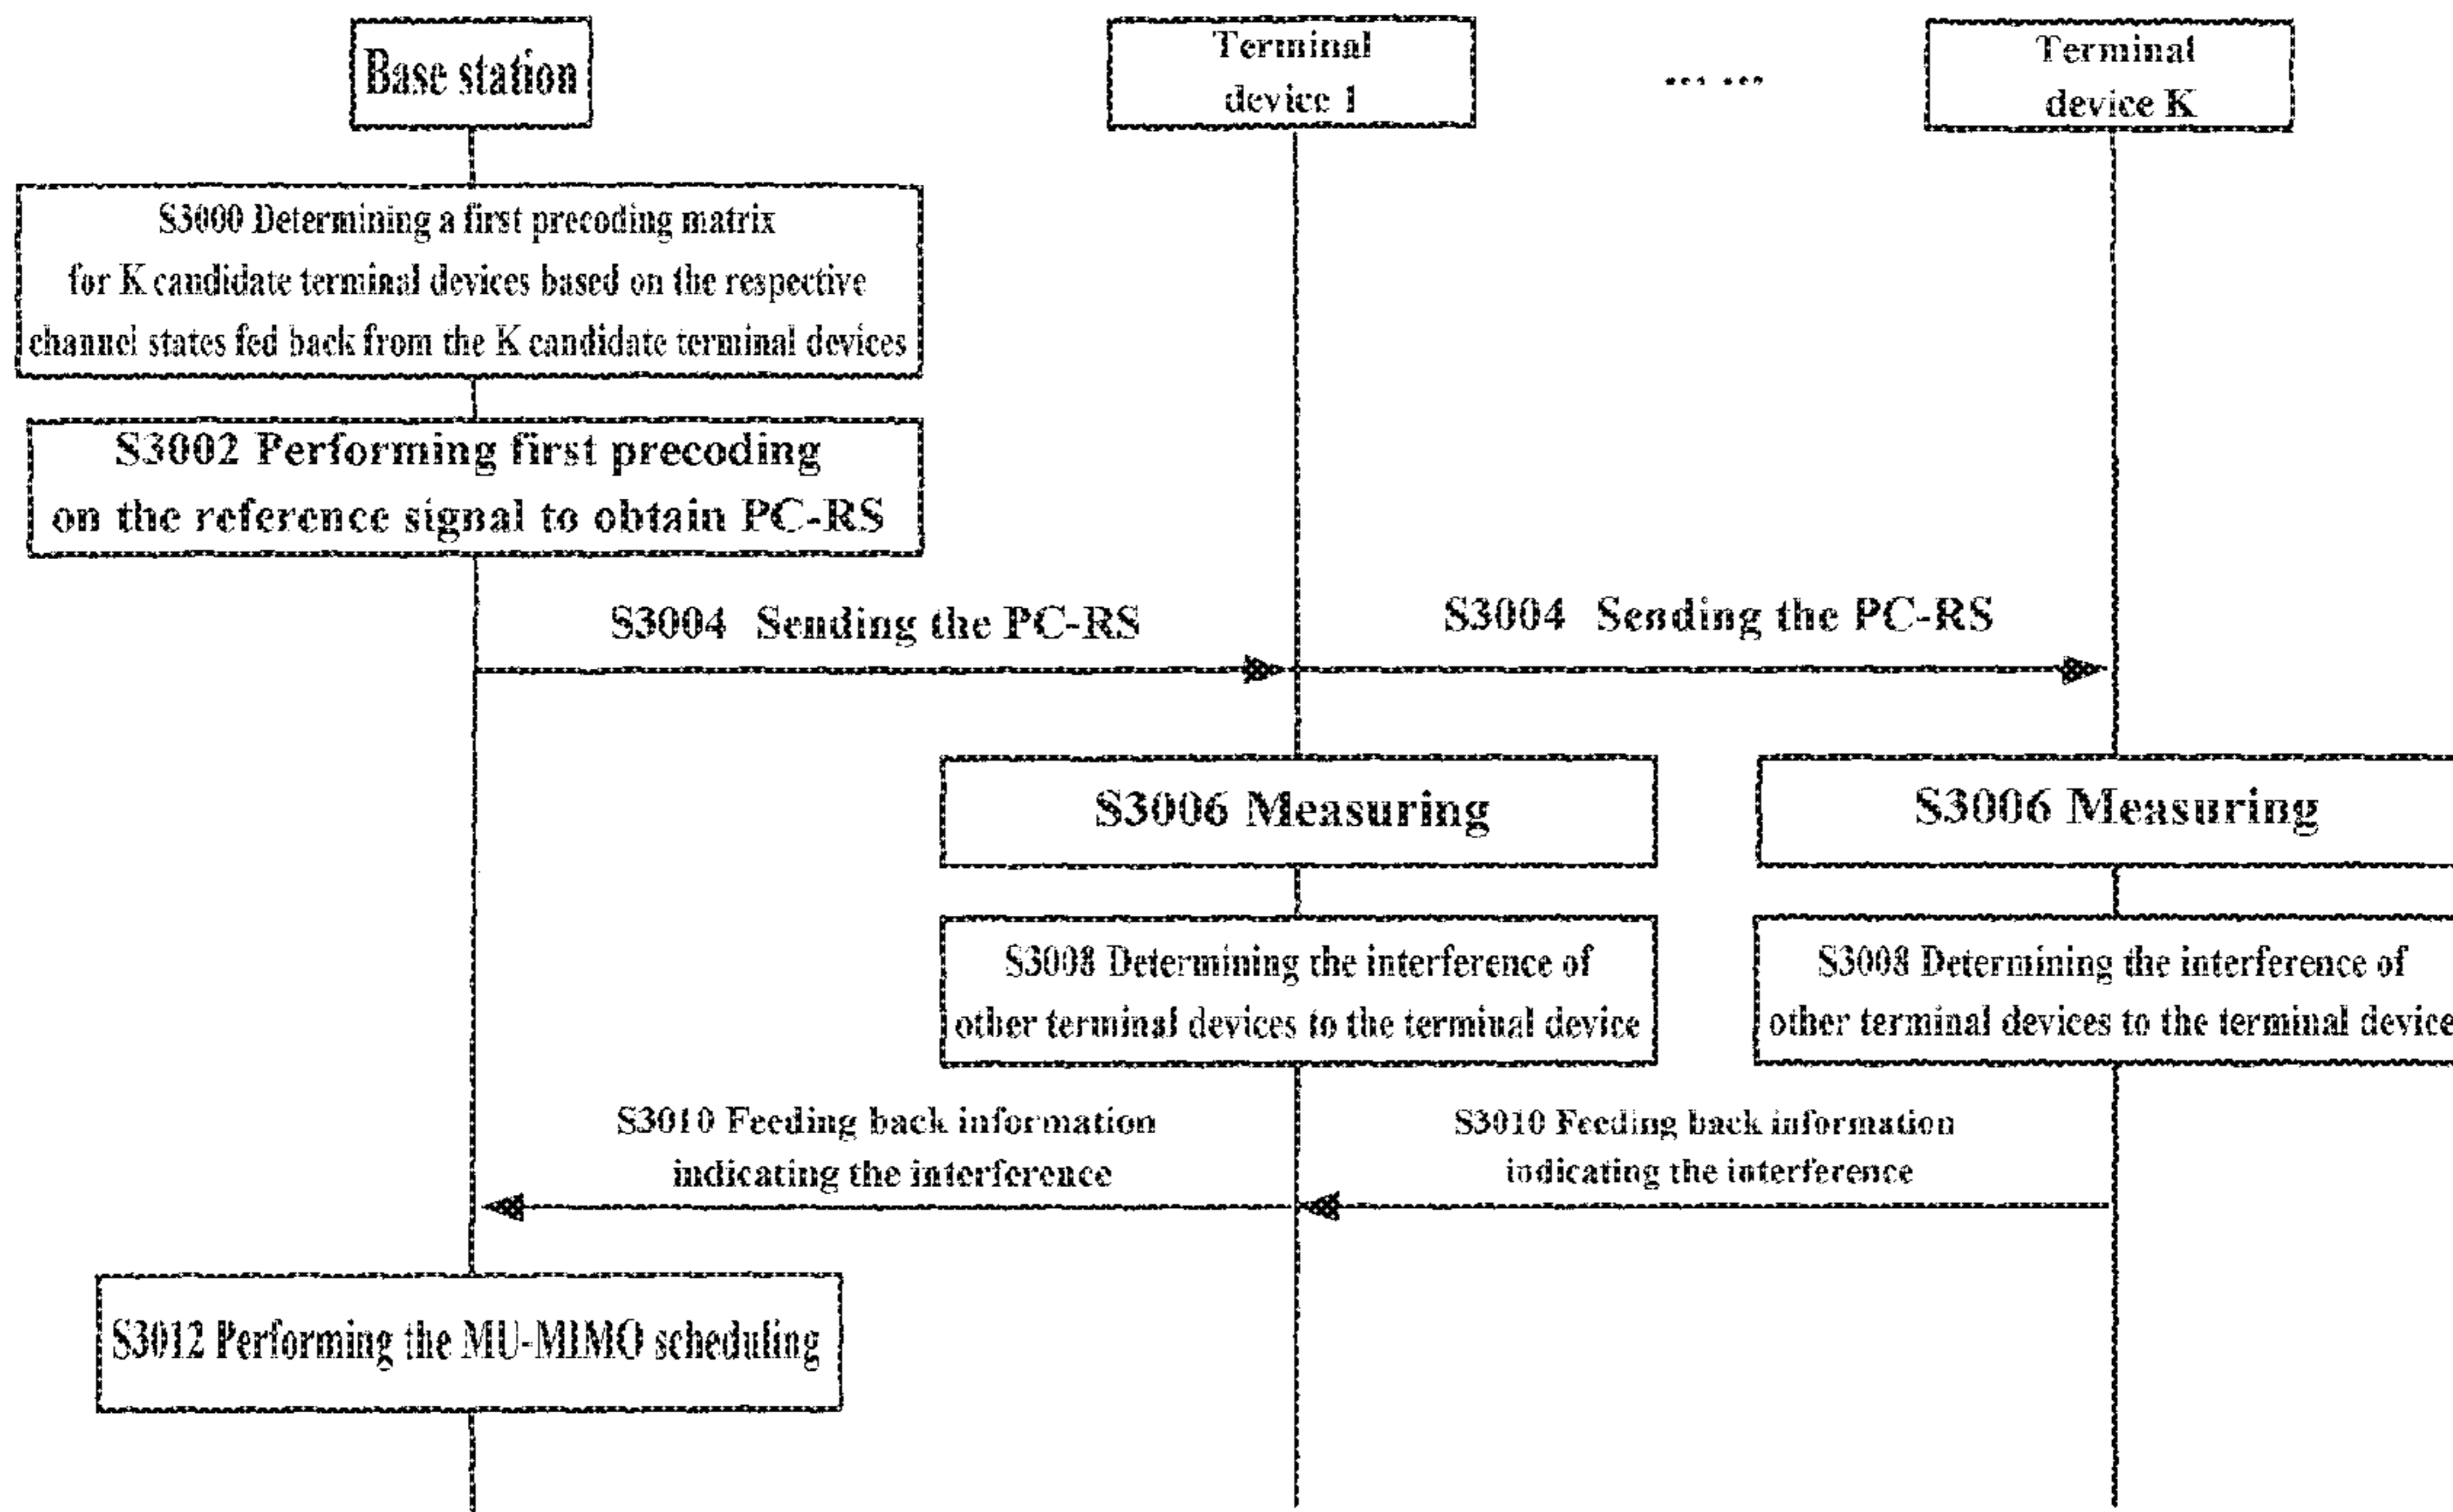 Base station
Terminal
device 1
... ...
Terminal
device K
S3000 Determining a first precoding matrix
for K candidate terminal devices based on the respective
channel states fed back from the K candidate terminal devices
S3002 Performing first precoding
on the reference signal to obtain PC-RS
S3004 Sending the PC-RS
S3004 Sending the PC-RS
S3006 Measuring
S3006 Measuring
S3008 Determining the interference of
other terminal devices to the terminal device
S3008 Determining the interference of
other terminal devices to the terminal device
S3010 Feeding back information
indicating the interference
S3010 Feeding back information
indicating the interference
S3012 Performing the MU-MIMO scheduling